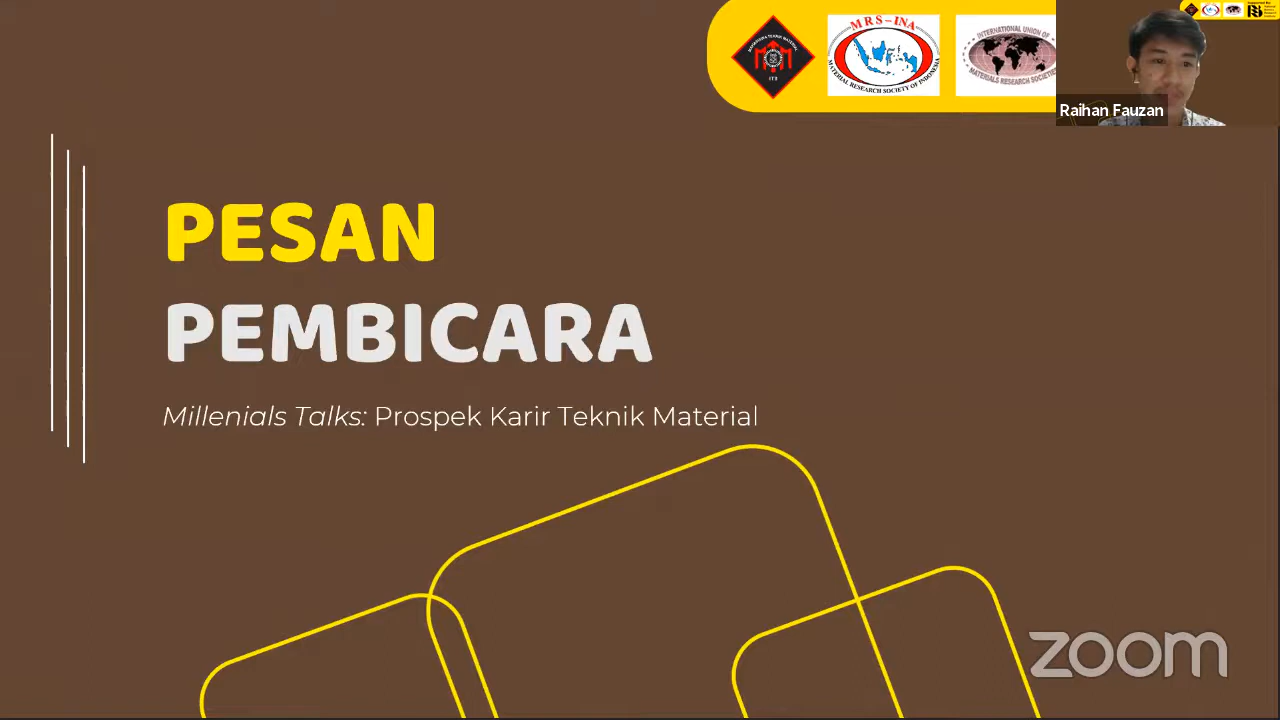 MRS-INA
MATERIAL RESEARCH SOCIETY OF INDONESIA
INTERNATIONAL UNION OF
MATERIALS RESEARCH SOCIETIES
Raihan Fauzan
PESAN
PEMBICARA
Millenials Talks: Prospek Karir Teknik Material
zoom